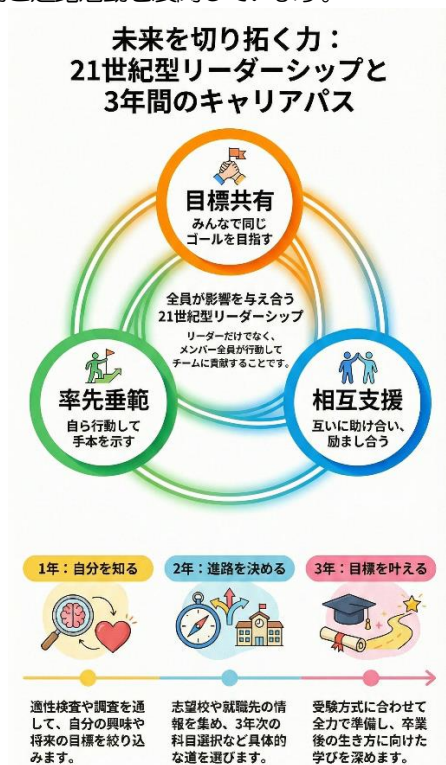 未来を切り拓く力：
21世紀型リーダーシップと
3年間のキャリアパス
目標共有
みんなで同じ
ゴールを目指す
全員が影響を与え合う
21世紀型リーダーシップ
リーダーだけでなく、
メンバー全員が行動して
チームに貢献することです。
率先垂範
自ら行動して
手本を示す
相互支援
互いに助け合い、
励まし合う
1年：自分を知る
適性検査や調査を通
して、自分の興味や
将来の目標を絞り込
みます。
2年：進路を決める
志望校や就職先の情
報を集め、3年次の
科目選択など具体的
な道を選びます。
3年：目標を叶える
受験方式に合わせて
全力で準備し、卒業
後の生き方に向けた
学びを深めます。